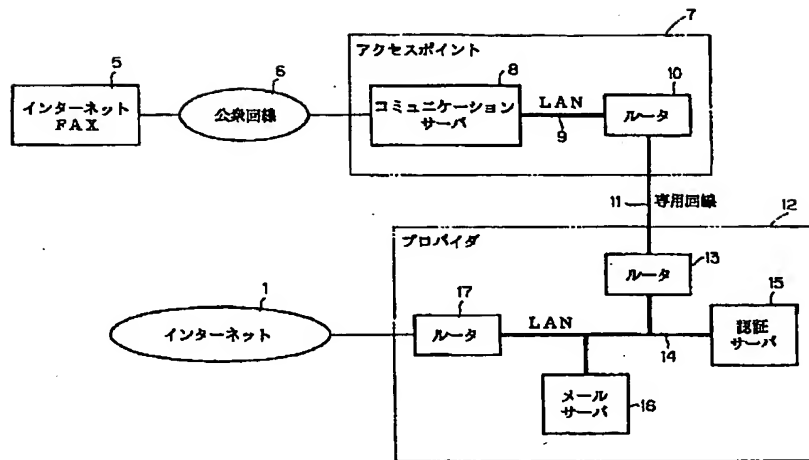 7
アクセスポイント
5
6
8
10
インターネット
FAX
公衆回線
コミュニケーション
サーバ
LAN
9
ルータ
11
専用回線
12
プロバイダ
13
ルータ
1
17
15
インターネット
ルータ
LAN
14
認証
サーバ
メール
サーバ
16